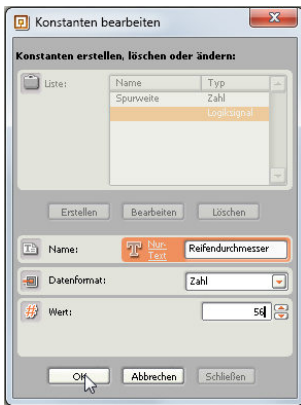 Konstanten bearbeiten
Konstanten erstellen, löschen oder ändern:
Liste: Name Typ
Spurweite Zahl
Logiksignal
Erstellen Bearbeiten Löschen
Name: Nur-Text Reifendurchmesser
Datenformat: Zahl
Wert: 56
OK Abbrechen Schließen